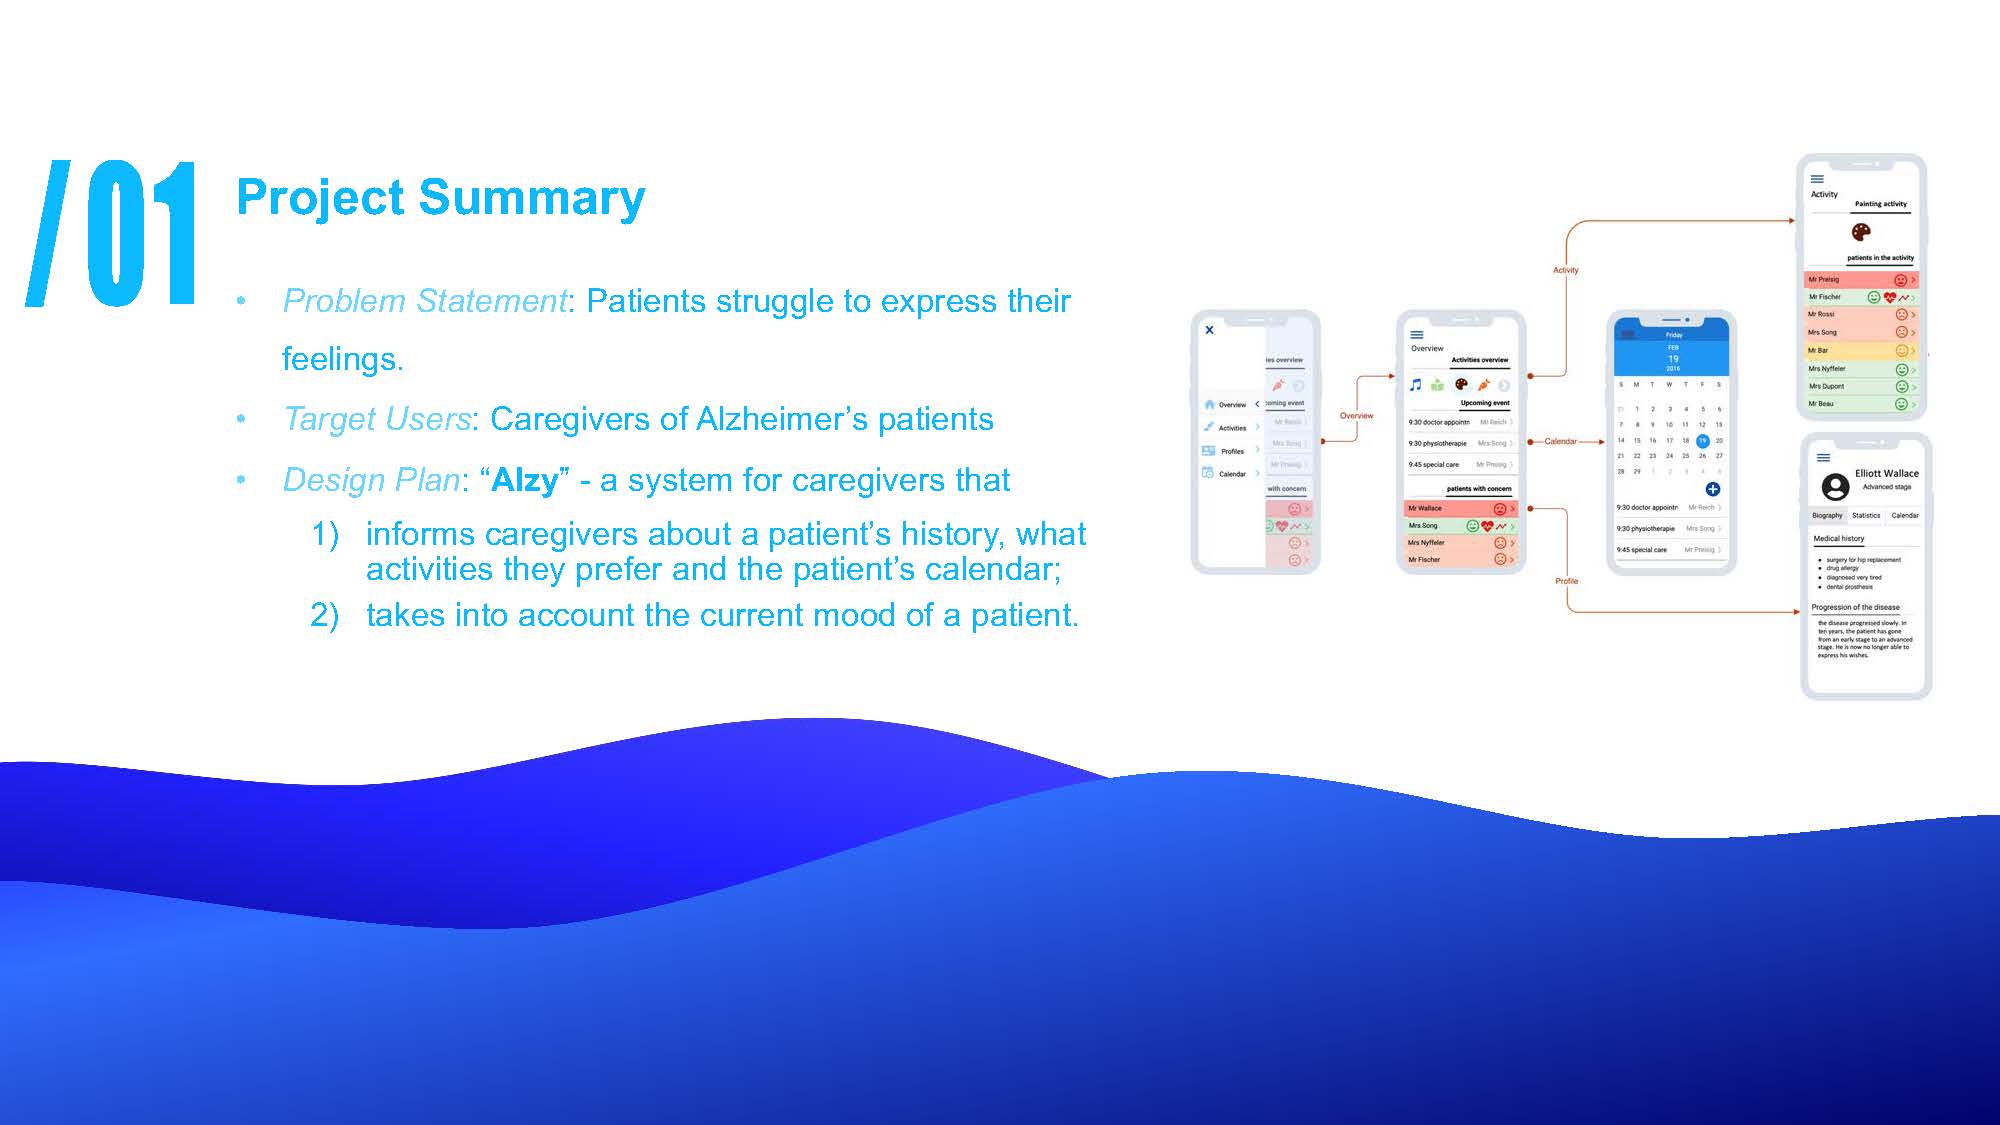 /01
Project Summary
• Problem Statement: Patients struggle to express their
feelings.
• Target Users: Caregivers of Alzheimer’s patients
• Design Plan: “Alzy” - a system for caregivers that
1) informs caregivers about a patient’s history, what
activities they prefer and the patient’s calendar;
2) takes into account the current mood of a patient.
ies overview
oming event
Mr Reich
Mrs Song
Mr Preisig
with concern
Overview
Activities
Profiles
Calendar
Overview
Overview
Activities overview
Upcoming event
9:30 doctor appointn Mr Reich
9:30 physiotherapie Mrs Song
9:45 special care Mr Preisig
patients with concern
Mr Wallace
Mrs Song
Mrs Nyffeler
Mr Fischer
Activity
Calendar
Profile
Friday
FEB
19
2016
S M T W T F S
31 1 2 3 4 5 6
7 8 9 10 11 12 13
14 15 16 17 18 19 20
21 22 23 24 25 26 27
28 29 1 2 3 4 5
9:30 doctor appointn Mr Reich
9:30 physiotherapie Mrs Song
9:45 special care Mr Preisig
Activity
Painting activity
patients in the activity
Mr Preisig
Mr Fischer
Mr Rossi
Mrs Song
Mr Bar
Mrs Nyffeler
Mrs Dupont
Mr Beau
Elliott Wallace
Advanced stage
Biography Statistics Calendar
Medical history
• surgery for hip replacement
• drug allergy
• diagnosed very tired
• dental prosthesis
Progression of the disease
the disease progressed slowly. In
ten years, the patient has gone
from an early stage to an advanced
stage. He is now no longer able to
express his wishes.